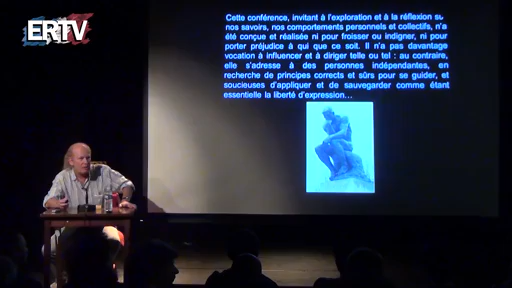 ERTV
Cette conférence, invitant à l'exploration et à la réflexion su
nos savoirs, nos comportements personnels et collectifs, n'a
été conçue et réalisée ni pour froisser ou indigner, ni pour
porter préjudice à qui que ce soit. Il n'a pas davantage
vocation à influencer et à diriger telle ou tel : au contraire,
elle s'adresse à des personnes indépendantes, en
recherche de principes corrects et sûrs pour se guider, et
soucieuses d'appliquer et de sauvegarder comme étant
essentielle la liberté d'expression...